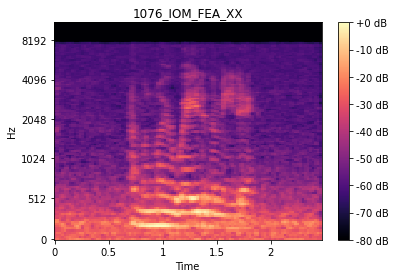 1076_IOM_FEA_XX
+0 dB
8192
-10 dB
4096
-20 dB
-30 dB
2048
Hz
-40 dB
1024
-50 dB
512
-60 dB
-70 dB
0
-80 dB
0 0.5 1 1.5 2
Time